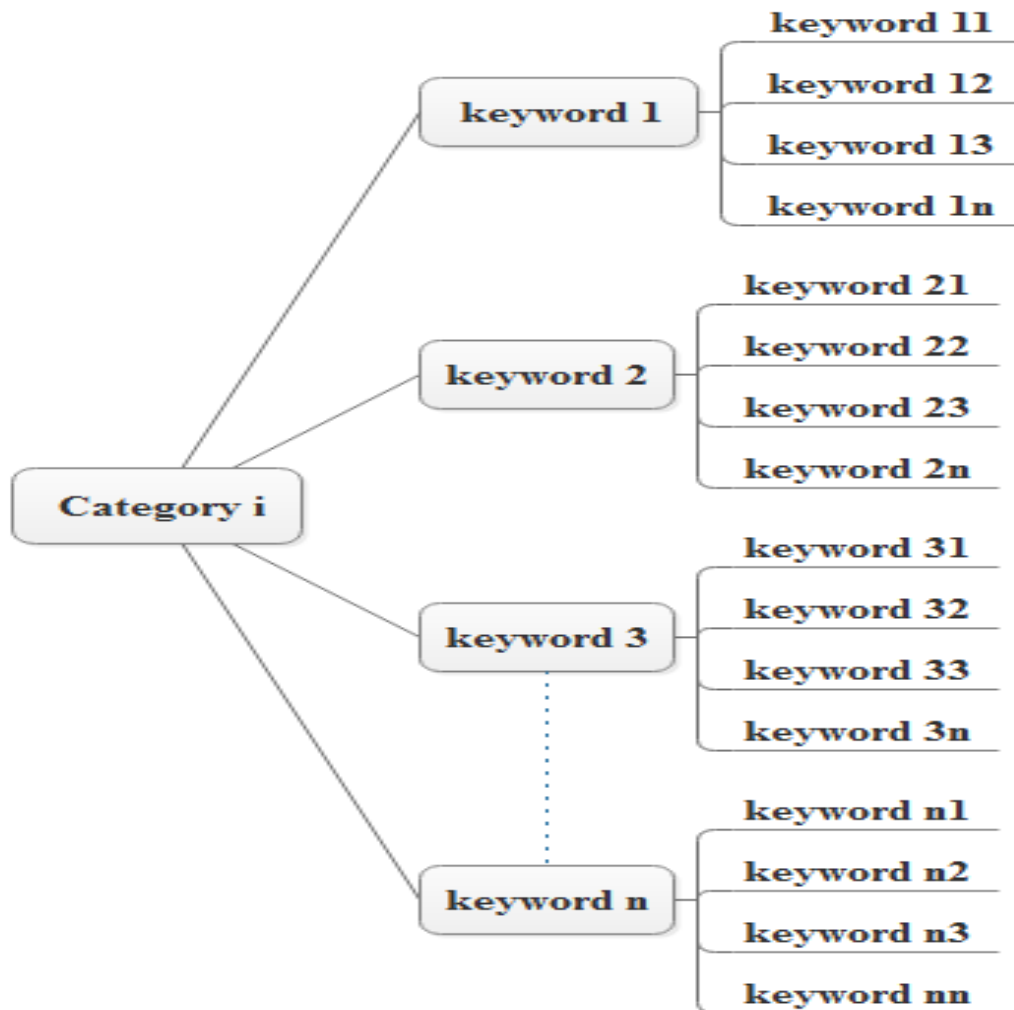 keyword 11
keyword 12
keyword 1
keyword 13
keyword 1n
keyword 21
keyword 22
keyword 2
keyword 23
keyword 2n
Category i
keyword 31
keyword 32
keyword 3
keyword 33
keyword 3n
keyword n1
keyword n2
keyword n
keyword n3
keyword nn